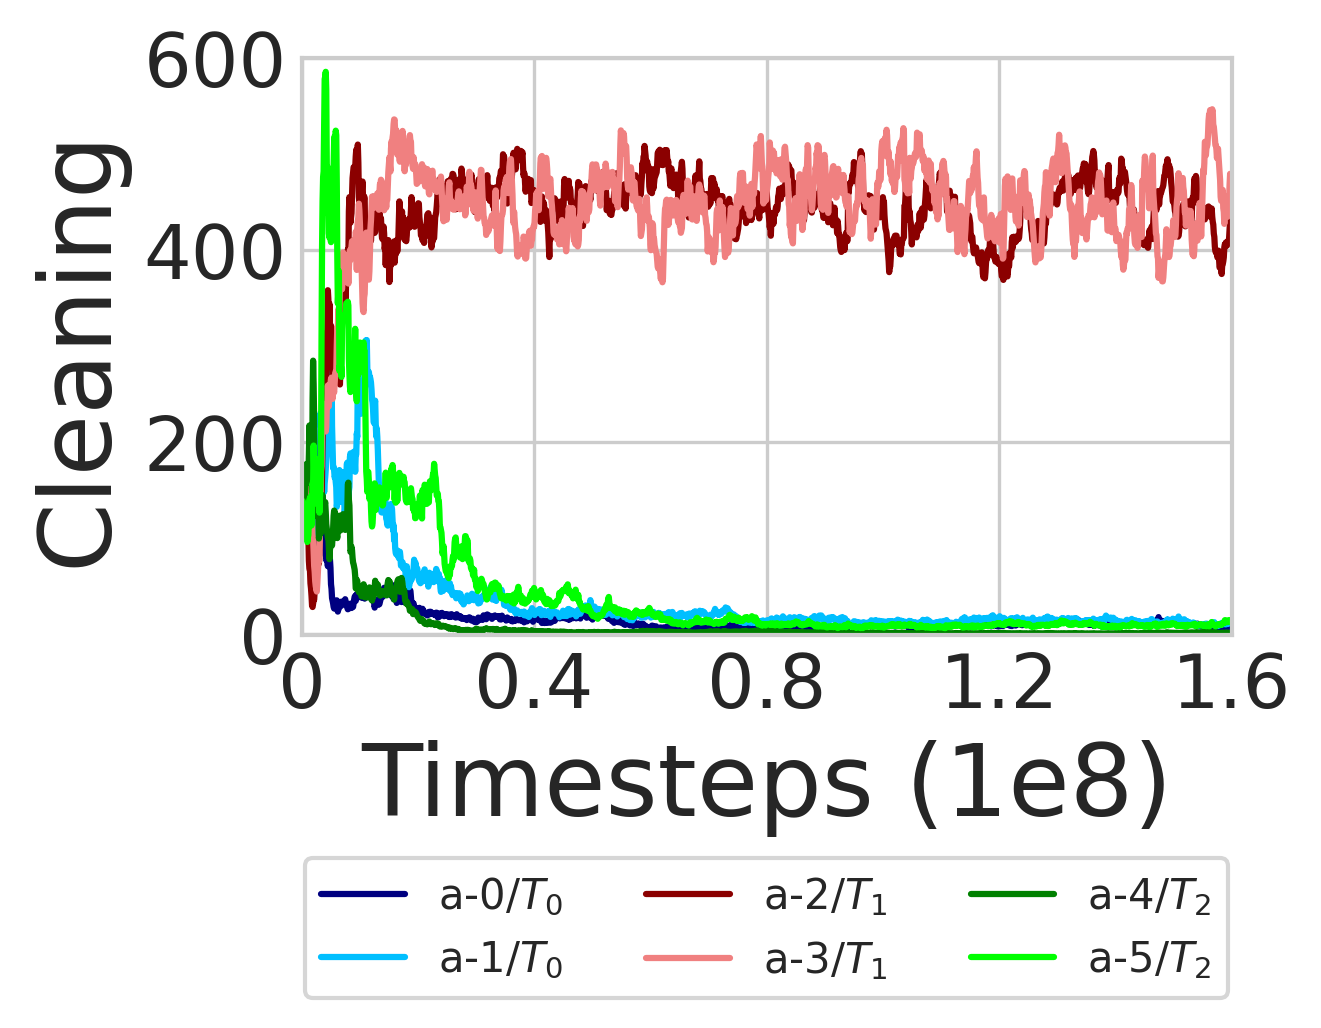 Cleaning
600
400
200
0
0 0.4 0.8 1.2 1.6
Timesteps (1e8)
a-0/T₀ a-2/T₁ a-4/T₂
a-1/T₀ a-3/T₁ a-5/T₂